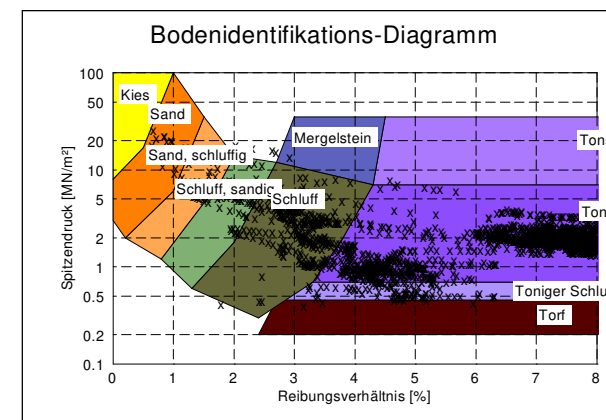 Bodenidentifikations-Diagramm
Spitzendruck [MN/m²]
100
50
20
10
5
2
1
0.5
0.2
0.1
Kies
Sand
Sand, schluffig
Schluff, sandig
Schluff
Mergelstein
Tons
Ton
Toniger Schlu
Torf
0 1 2 3 4 5 6 7 8
Reibungsverhältnis [%]